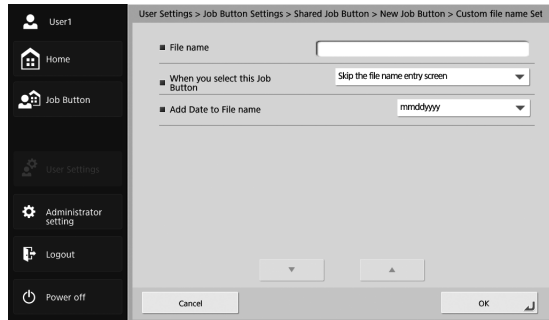 User1
Home
Job Button
User Settings
Administrator
setting
Logout
Power off
User Settings > Job Button Settings > Shared Job Button > New Job Button > Custom file name Set
File name
When you select this Job
Button
Skip the file name entry screen
Add Date to File name
mmddyyyy
Cancel
OK